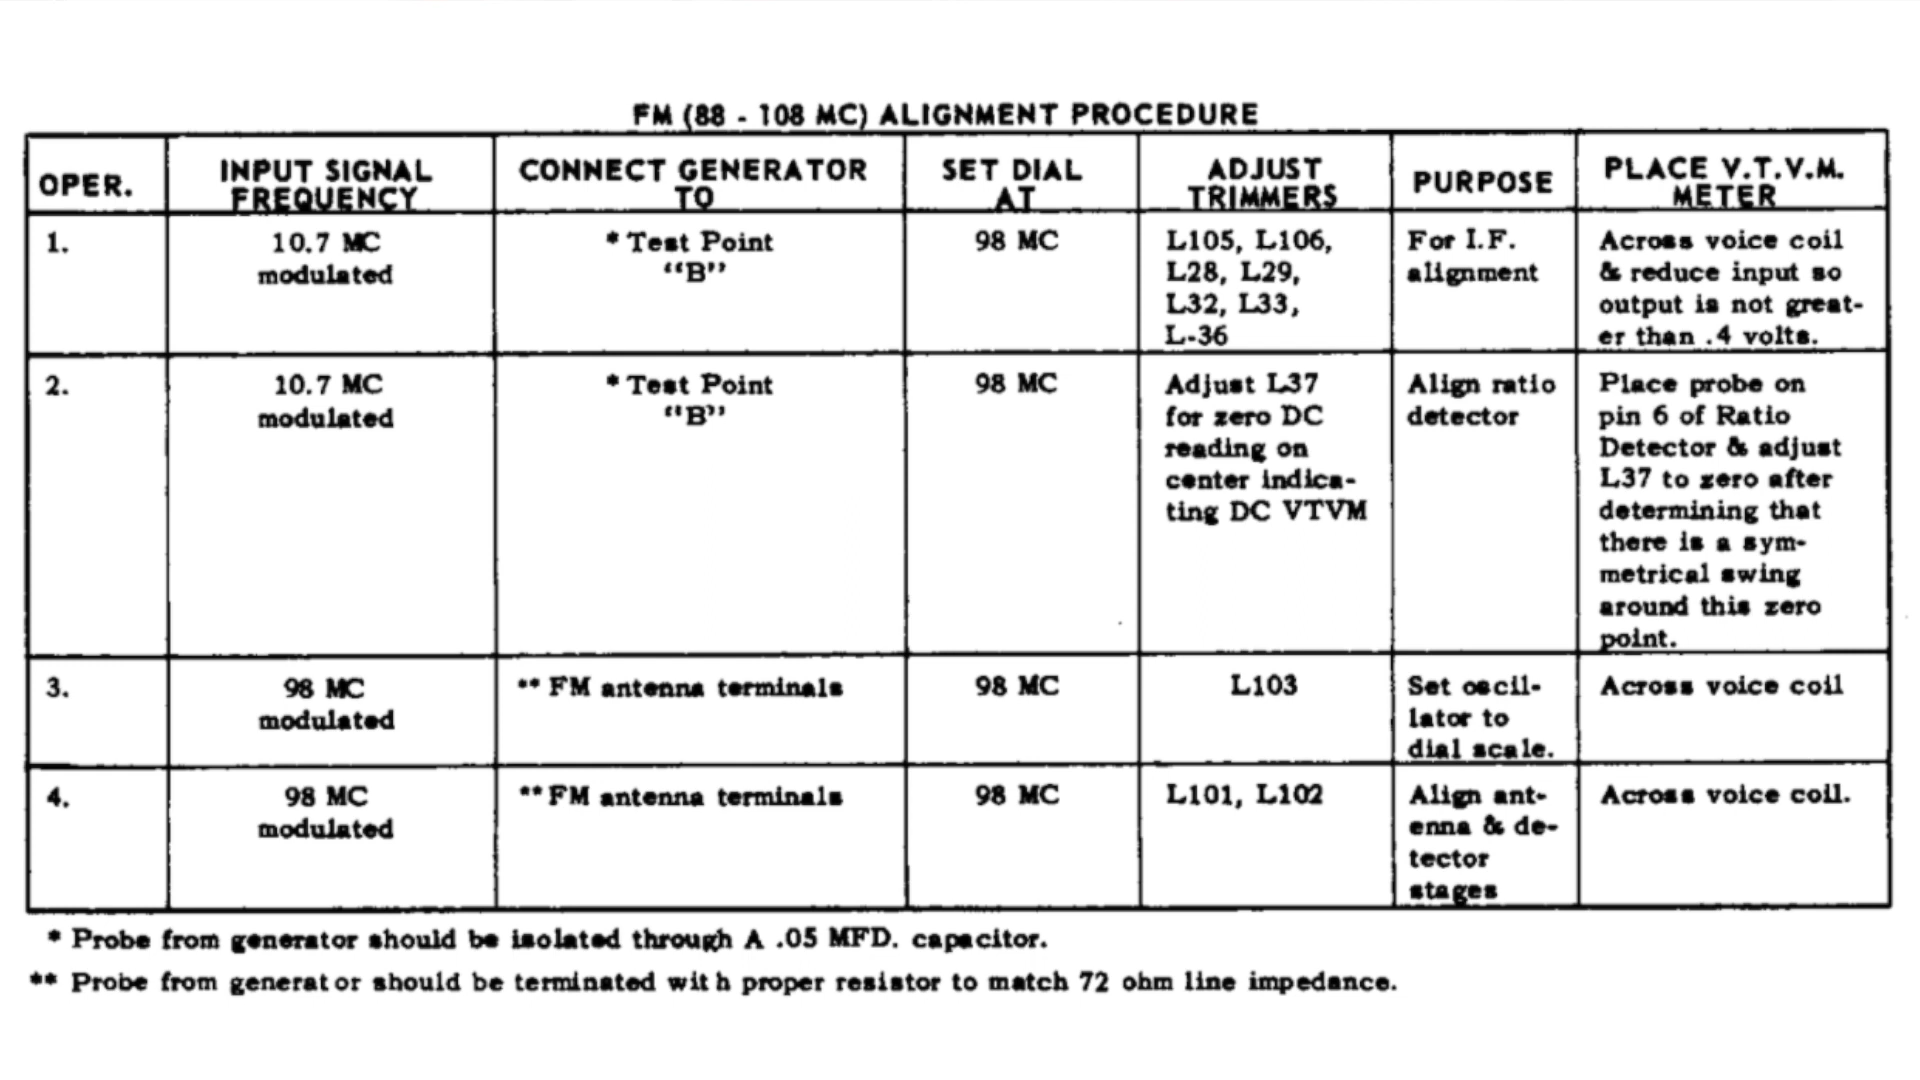 FM (88 - 108 MC) ALIGNMENT PROCEDURE
OPER.
INPUT SIGNAL
FREQUENCY
CONNECT GENERATOR
TO
SET DIAL
AT
ADJUST
TRIMMERS
PURPOSE
PLACE V.T.V.M.
METER
1.
10.7 MC
modulated
* Test Point
"B"
98 MC
L105, L106,
L28, L29,
L32, L33,
L-36
For I.F.
alignment
Across voice coil
& reduce input so
output is not great-
er than .4 volts.
2.
10.7 MC
modulated
* Test Point
"B"
98 MC
Adjust L37
for zero DC
reading on
center indica-
ting DC VTVM
Align ratio
detector
Place probe on
pin 6 of Ratio
Detector & adjust
L37 to zero after
determining that
there is a sym-
metrical swing
around this zero
point.
3.
98 MC
modulated
** FM antenna terminals
98 MC
L103
Set oscil-
lator to
dial scale.
Across voice coil
4.
98 MC
modulated
** FM antenna terminals
98 MC
L101, L102
Align ant-
enna & de-
tector
stages
Across voice coil.
* Probe from generator should be isolated through A .05 MFD. capacitor.
** Probe from generator should be terminated with proper resistor to match 72 ohm line impedance.